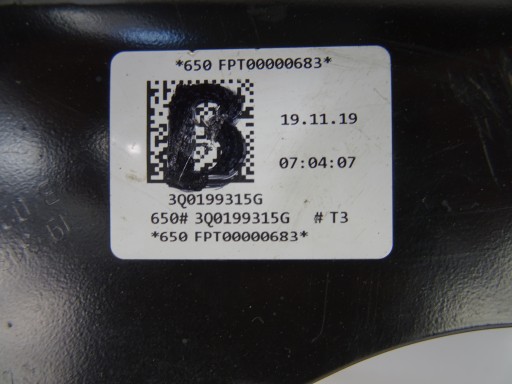 *650 FPT00000683*
B
19.11.19
07:04:07
3Q0199315G
650# 3Q0199315G # T3
*650 FPT00000683*